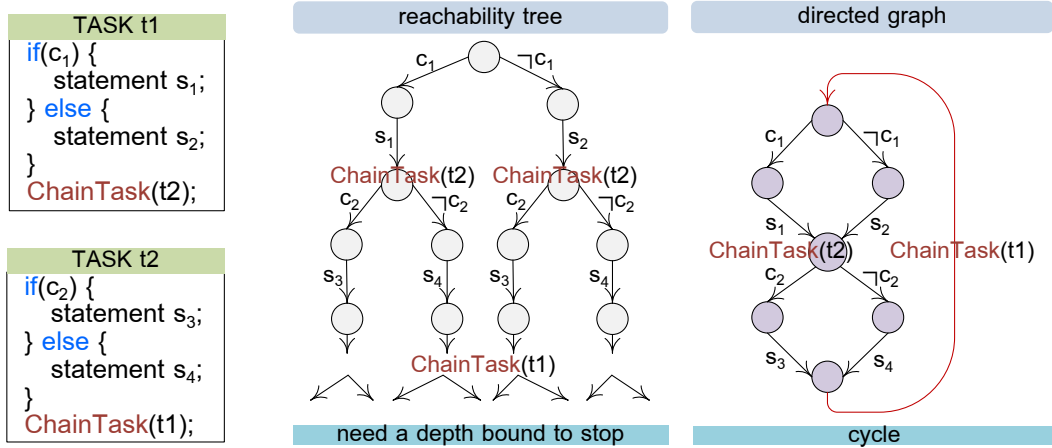 TASK t1
if(c₁) {
statement s₁;
} else {
statement s₂;
}
ChainTask(t2);
TASK t2
if(c₂) {
statement s₃;
} else {
statement s₄;
}
ChainTask(t1);
reachability tree
c₁ ¬c₁
s₁ s₂
ChainTask(t2) ChainTask(t2)
c₂ ¬c₂ c₂ ¬c₂
s₃ s₄ s₃
ChainTask(t1)
need a depth bound to stop
directed graph
c₁ ¬c₁
s₁ s₂
ChainTask(t2) ChainTask(t1)
c₂ ¬c₂
s₃ s₄
cycle